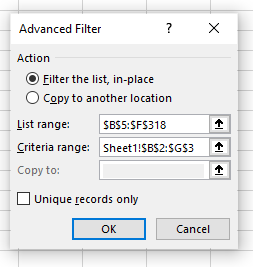 Advanced Filter ? ×
Action
Filter the list, in-place
Copy to another location
List range: $B$5:$F$318
Criteria range: Sheet1!$B$2:$G$3
Copy to:
Unique records only
OK Cancel